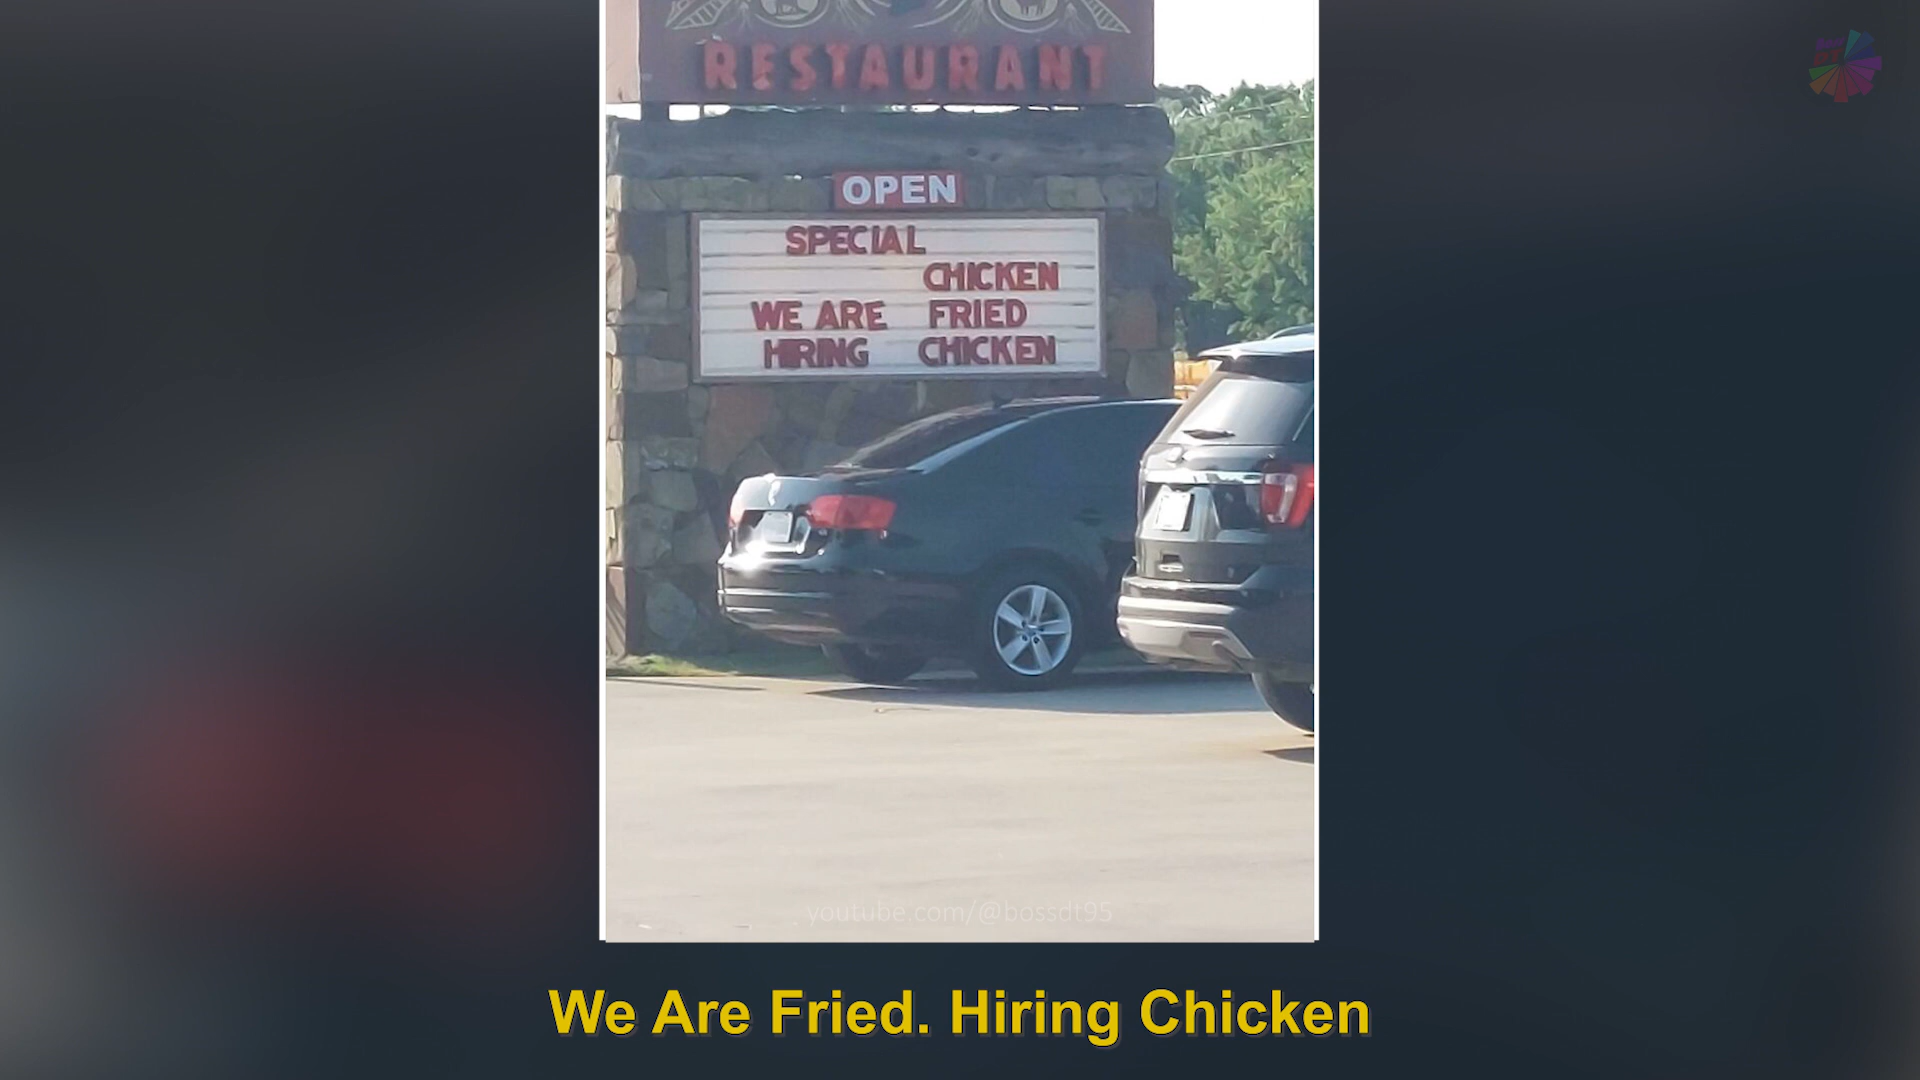 RESTAURANT
OPEN
SPECIAL
CHICKEN
WE ARE FRIED
HIRING CHICKEN
youtube.com/@bossdt95
We Are Fried. Hiring Chicken